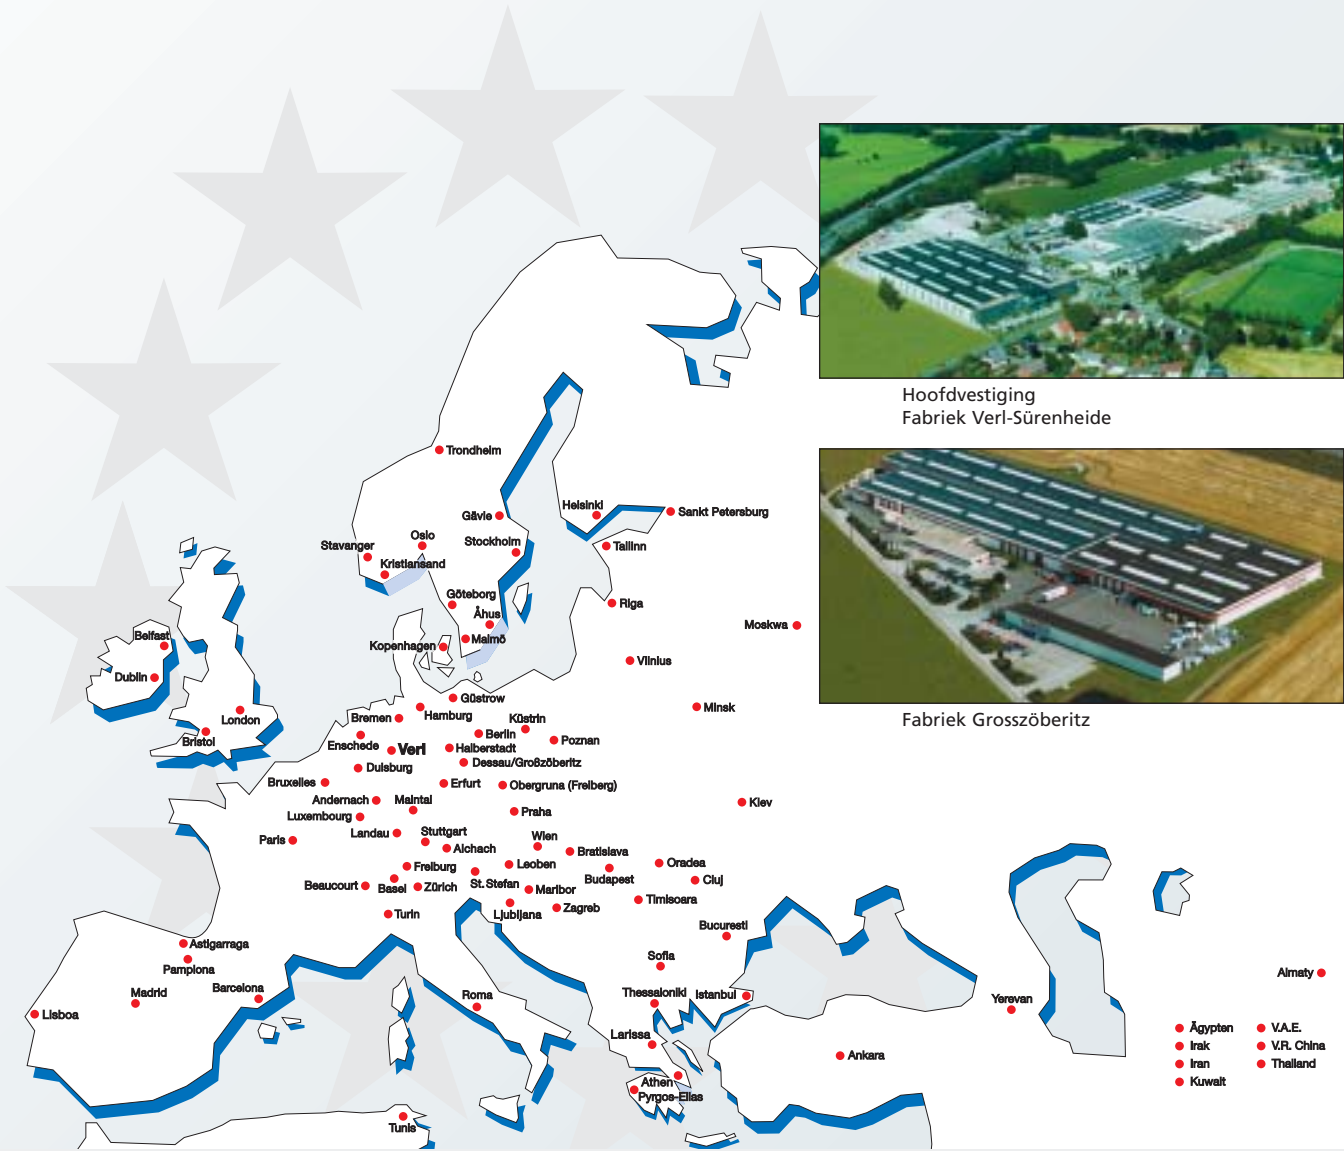 Hoofdvestiging
Fabriek Verl-Sürenheide
Fabriek Grosszöberitz
Trondheim
Gävle
Helsinki
Sankt Petersburg
Oslo
Stockholm
Stavanger
Tallinn
Kristiansand
Göteborg
Riga
Åhus
Moskwa
Belfast
Malmö
Kopenhagen
Vilnius
Dublin
Güstrow
Minsk
London
Bremen
Hamburg
Küstrin
Bristol
Berlin
Enschede
Poznan
Verl
Halberstadt
Dessau/Großzöberitz
Duisburg
Bruxelles
Erfurt
Obergruna (Freiberg)
Andernach
Maintal
Kiev
Luxembourg
Praha
Paris
Landau
Stuttgart
Wien
Aichach
Bratislava
Freiburg
Leoben
Oradea
Beaucourt
Basel
Zürich
St. Stefan
Budapest
Cluj
Maribor
Timisoara
Turin
Ljubljana
Zagreb
Bucuresti
Astigarraga
Sofia
Pamplona
Almaty
Madrid
Barcelona
Roma
Thessaloniki
Istanbul
Yerevan
Lisboa
Larissa
Ankara
Athen
Pyrgos-Elias
Tunis
Ägypten
Irak
Iran
Kuwait
V.A.E.
V.R. China
Thailand